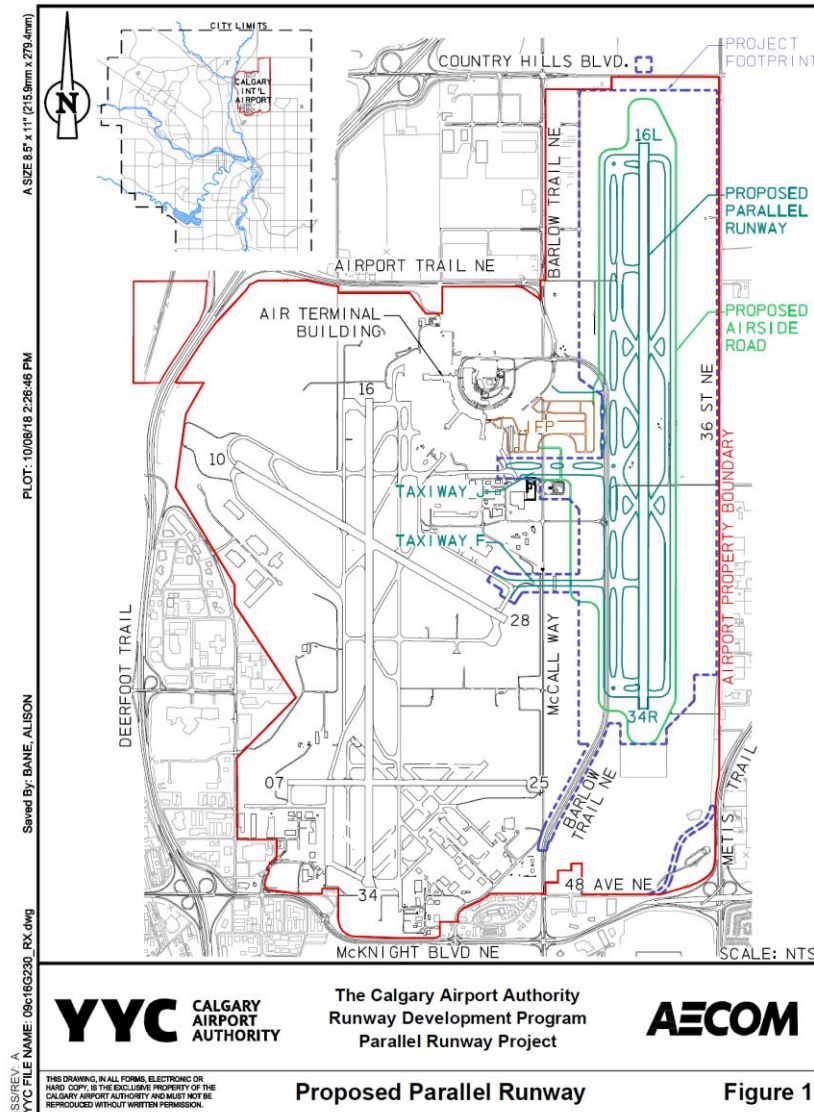 CITY LIMITS
CALGARY
INT'L
AIRPORT
N
COUNTRY HILLS BLVD.
PROJECT
FOOTPRINT
BARLOW TRAIL NE
16L
PROPOSED
PARALLEL
RUNWAY
AIRPORT TRAIL NE
AIR TERMINAL
BUILDING
PROPOSED
AIRSIDE
ROAD
36 ST NE
16
IFP
10
TAXIWAY J
P1
TAXIWAY F
28
AIRPORT PROPERTY BOUNDARY
McCALL WAY
DEERFOOT TRAIL
34R
07
25
BARLOW
TRAIL NE
METIS TRAIL
34
48 AVE NE
McKNIGHT BLVD NE
SCALE: NTS
A SIZE 8.5" x 11" (215.9mm x 279.4mm)
PLOT: 10/08/18 2:26:46 PM
Saved By: BANE, ALISON
YYC FILE NAME: 09c16G230_RX.dwg
SS/REV: A
YYC
CALGARY
AIRPORT
AUTHORITY
The Calgary Airport Authority
Runway Development Program
Parallel Runway Project
AECOM
THIS DRAWING, IN ALL FORMS, ELECTRONIC OR
HARD COPY, IS THE EXCLUSIVE PROPERTY OF THE
CALGARY AIRPORT AUTHORITY AND MUST NOT BE
REPRODUCED WITHOUT WRITTEN PERMISSION.
Proposed Parallel Runway
Figure 1